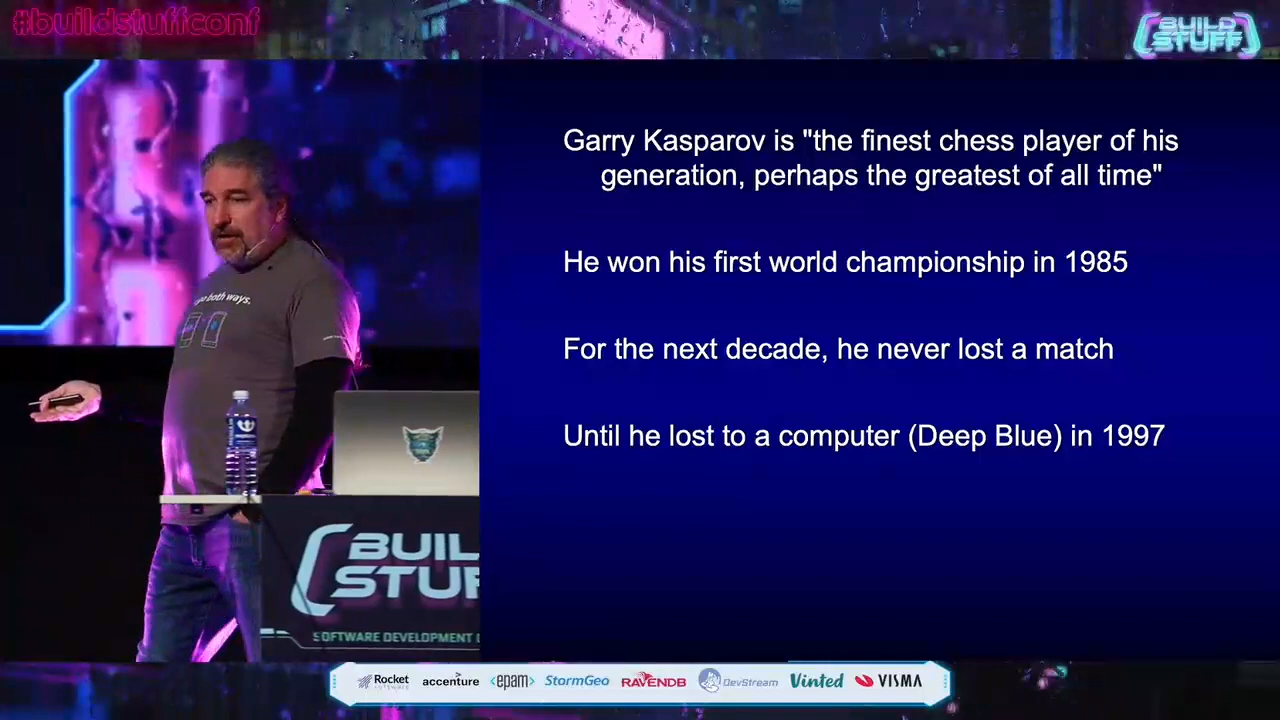 #buildstuffconf
BUILD
STUFF
Garry Kasparov is "the finest chess player of his
generation, perhaps the greatest of all time"
He won his first world championship in 1985
For the next decade, he never lost a match
Until he lost to a computer (Deep Blue) in 1997
both ways.
BUIL
STUF
SOFTWARE DEVELOPMENT
Rocket
accenture
<epam>
StormGeo
RAVENDB
DevStream
Vinted
VISMA